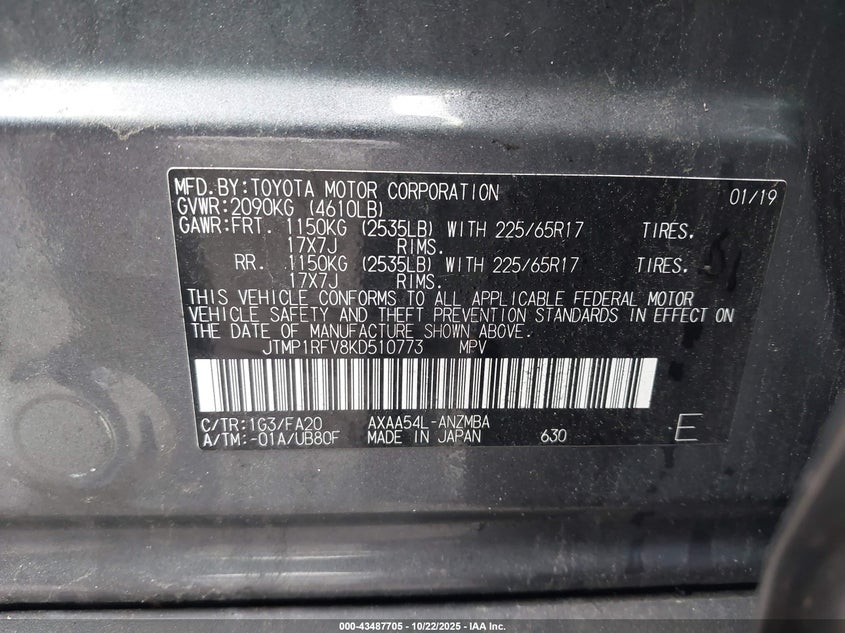 MFD.BY:TOYOTA MOTOR CORPORATION 01/19
GVWR:2090KG (4610LB)
GAWR:FRT. 1150KG (2535LB) WITH 225/65R17 TIRES,
17X7J RIMS.
RR. 1150KG (2535LB) WITH 225/65R17 TIRES,
17X7J RIMS.
THIS VEHICLE CONFORMS TO ALL APPLICABLE FEDERAL MOTOR
VEHICLE SAFETY AND THEFT PREVENTION STANDARDS IN EFFECT ON
THE DATE OF MANUFACTURE SHOWN ABOVE.
JTMP1RFV8KD510773 MPV
C/TR:1G3/FA20 AXAA54L-ANZMBA
A/TM:-01A/UB80F MADE IN JAPAN 630 E
000-43487705 - 10/22/2025 - IAA Inc.